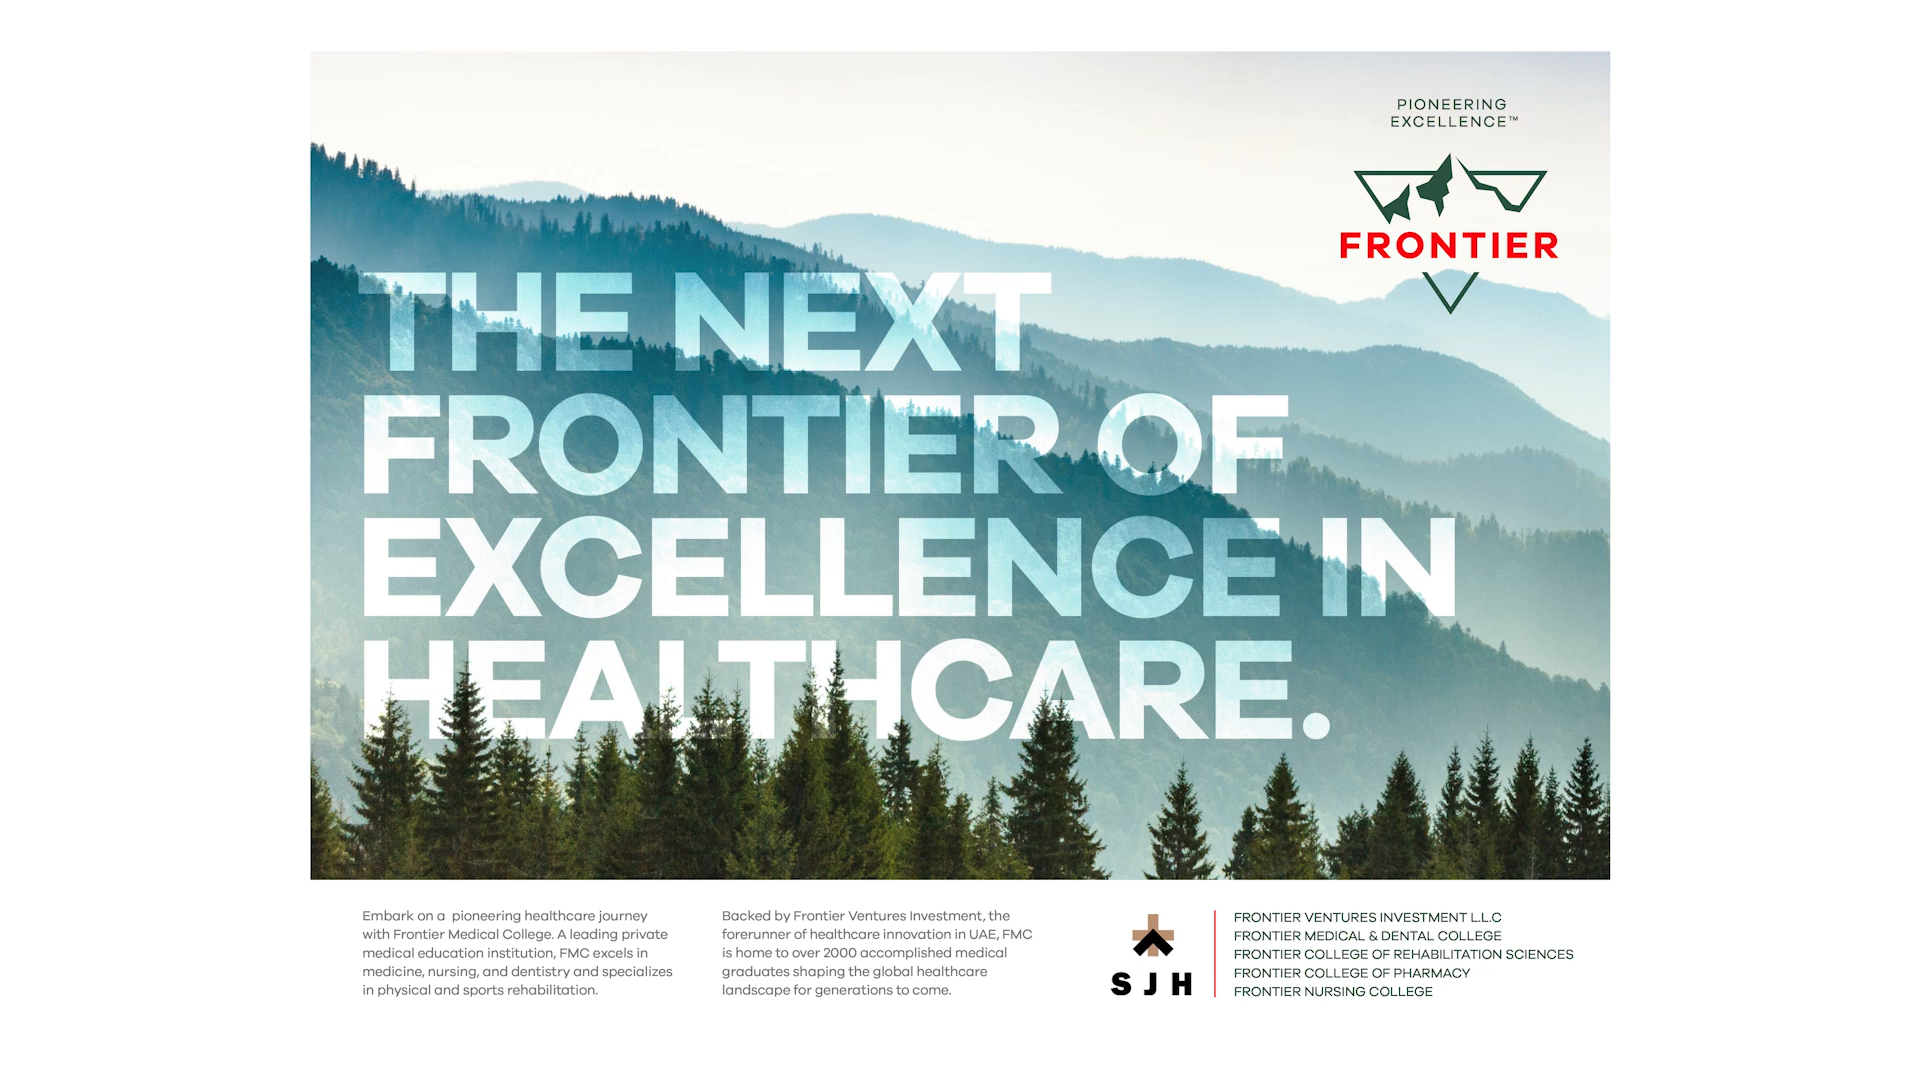 PIONEERING
EXCELLENCE™
FRONTIER
THE NEXT
FRONTIER OF
EXCELLENCE IN
HEALTHCARE.
Embark on a  pioneering healthcare journey
with Frontier Medical College. A leading private
medical education institution, FMC excels in
medicine, nursing, and dentistry and specializes
in physical and sports rehabilitation.
Backed by Frontier Ventures Investment, the
forerunner of healthcare innovation in UAE, FMC
is home to over 2000 accomplished medical
graduates shaping the global healthcare
landscape for generations to come.
SJH
FRONTIER VENTURES INVESTMENT L.L.C
FRONTIER MEDICAL & DENTAL COLLEGE
FRONTIER COLLEGE OF REHABILITATION SCIENCES
FRONTIER COLLEGE OF PHARMACY
FRONTIER NURSING COLLEGE